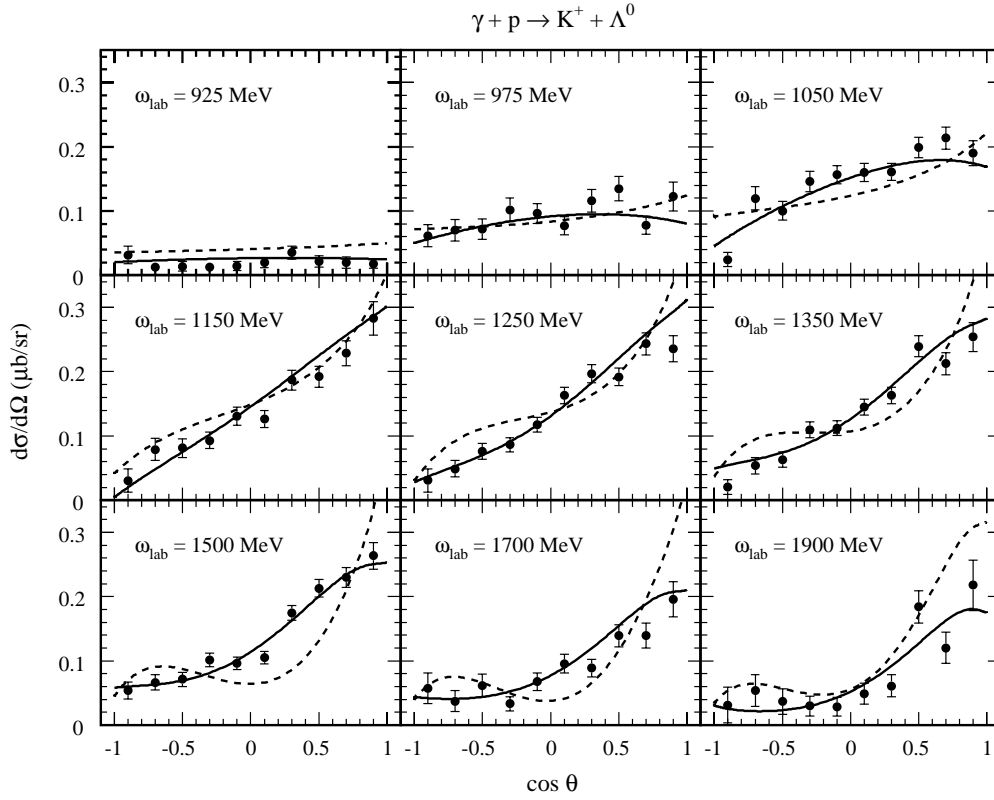 γ + p → K⁺ + Λ⁰
dσ/dΩ (μb/sr)
0.3
0.2
0.1
0
ω_lab = 925 MeV
ω_lab = 975 MeV
ω_lab = 1050 MeV
0.3
0.2
0.1
0
ω_lab = 1150 MeV
ω_lab = 1250 MeV
ω_lab = 1350 MeV
0.3
0.2
0.1
0
ω_lab = 1500 MeV
ω_lab = 1700 MeV
ω_lab = 1900 MeV
-1 -0.5 0 0.5 1 -1 -0.5 0 0.5 1 -1 -0.5 0 0.5 1
cos θ